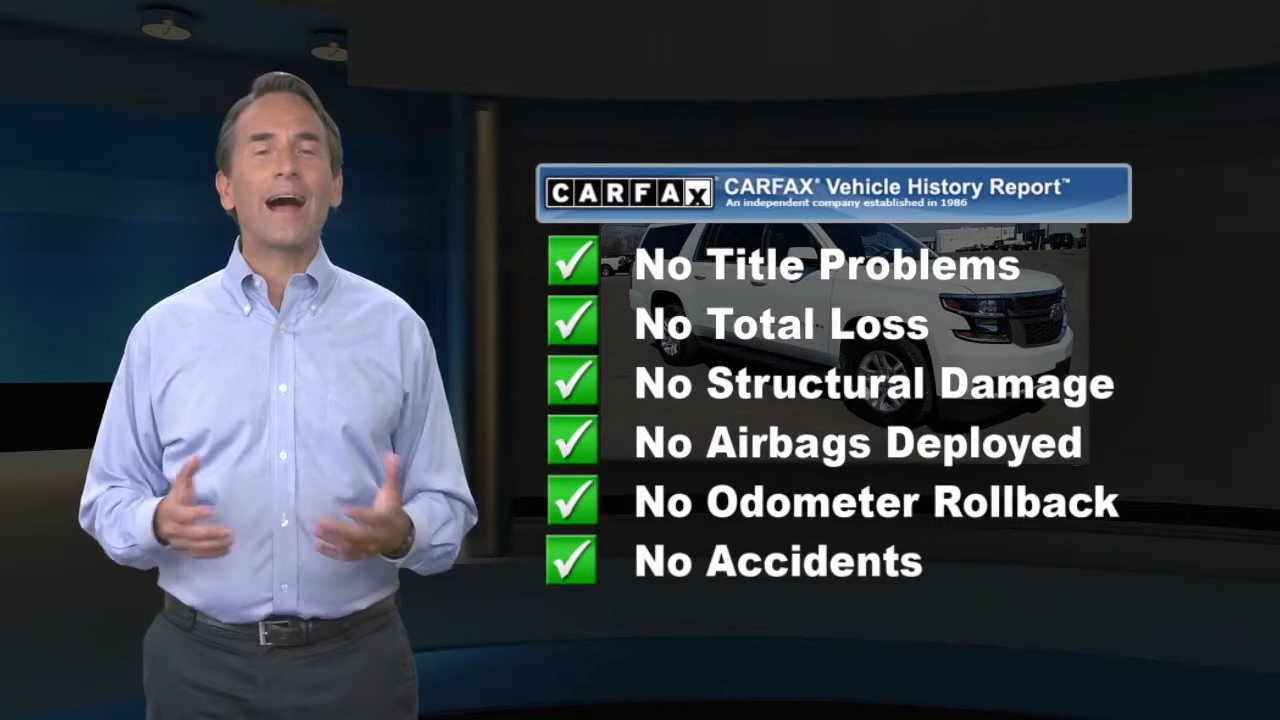 CARFAX® CARFAX® Vehicle History Report™
An independent company established in 1986
No Title Problems
No Total Loss
No Structural Damage
No Airbags Deployed
No Odometer Rollback
No Accidents